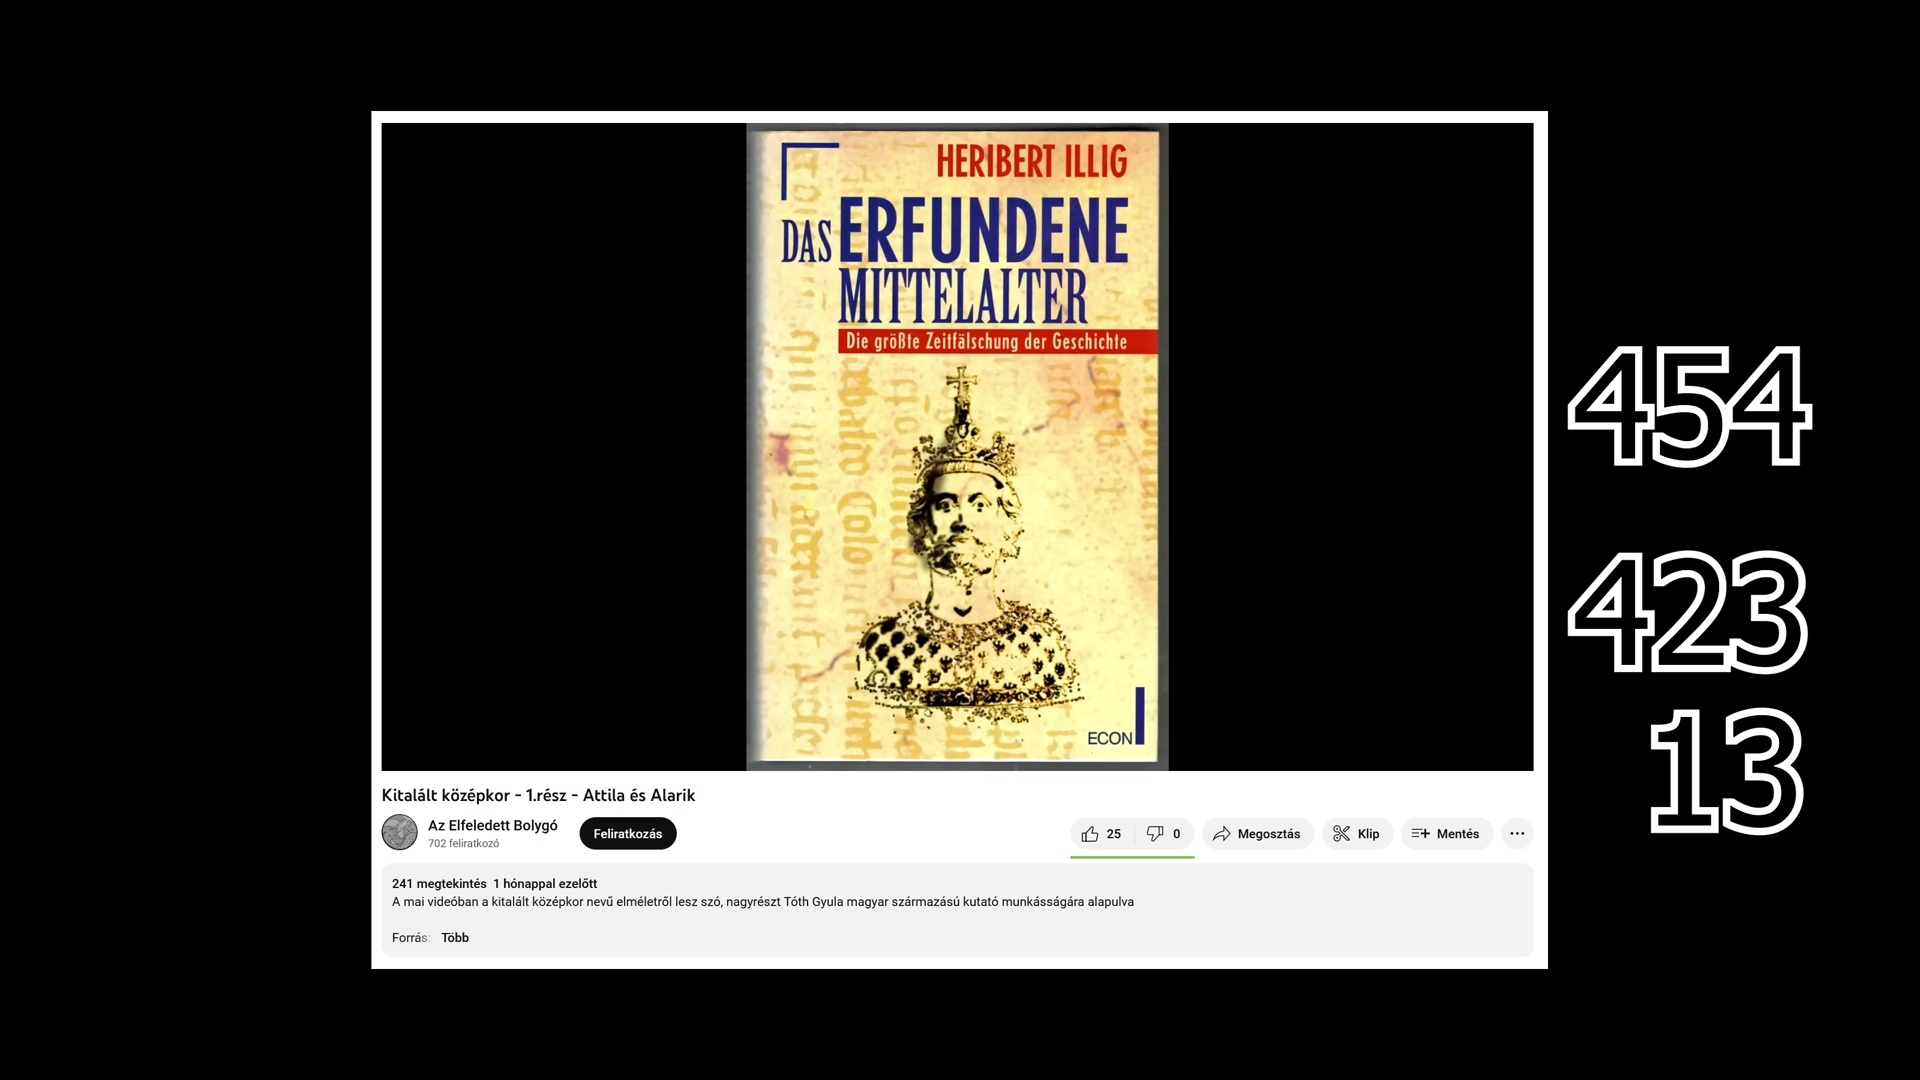 HERIBERT ILLIG
DAS ERFUNDENE
MITTELALTER
Die größte Zeitfälschung der Geschichte
ECON
Kitalált középkor - 1.rész - Attila és Alarik
Az Elfeledett Bolygó
702 feliratkozó
Feliratkozás
25
0
Megosztás
Klip
Mentés
241 megtekintés 1 hónappal ezelőtt
A mai videóban a kitalált középkor nevű elméletről lesz szó, nagyrészt Tóth Gyula magyar származású kutató munkásságára alapulva
Forrás: Több
454
423
13